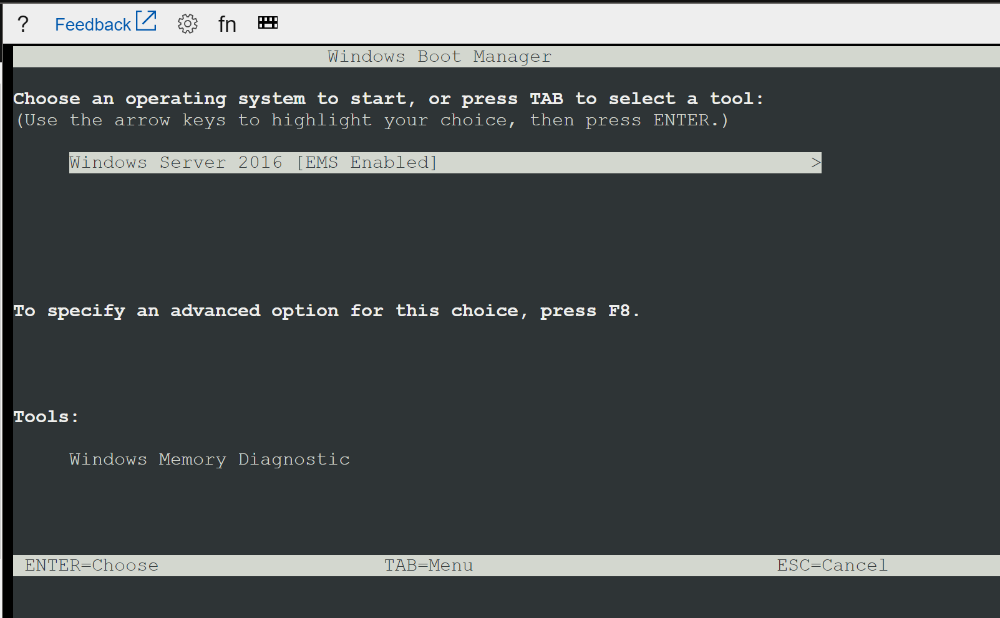 ? Feedback fn
Windows Boot Manager
Choose an operating system to start, or press TAB to select a tool:
(Use the arrow keys to highlight your choice, then press ENTER.)
Windows Server 2016 [EMS Enabled] >
To specify an advanced option for this choice, press F8.
Tools:
Windows Memory Diagnostic
ENTER=Choose TAB=Menu ESC=Cancel